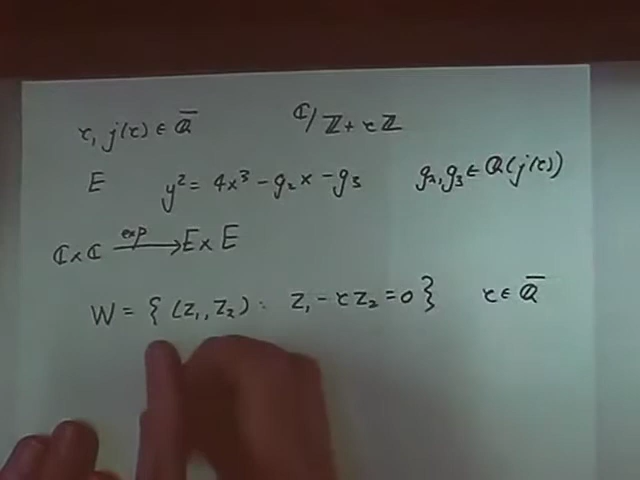 τ, j(τ) ∈ ℚ̄    ℂ/ℤ + τℤ
E    y² = 4x³ − g₂x − g₃    g₂, g₃ ∈ ℚ(j(τ))
ℂ × ℂ —exp→ E × E
W = { (z₁, z₂) : z₁ − τz₂ = 0 }    τ ∈ ℚ̄